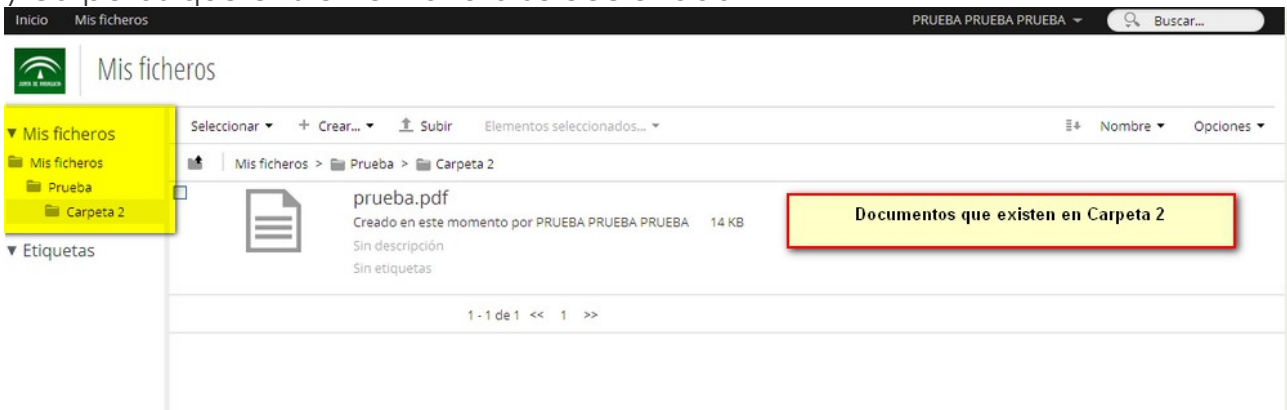 Inicio Mis ficheros PRUEBA PRUEBA PRUEBA Buscar...
Mis ficheros
Mis ficheros
Seleccionar + Crear... Subir Elementos seleccionados... Nombre Opciones
Mis ficheros
Mis ficheros > Prueba > Carpeta 2
Prueba
Carpeta 2
Etiquetas
prueba.pdf
Creado en este momento por PRUEBA PRUEBA PRUEBA 14 KB
Sin descripción
Sin etiquetas
Documentos que existen en Carpeta 2
1 - 1 de 1 << 1 >>